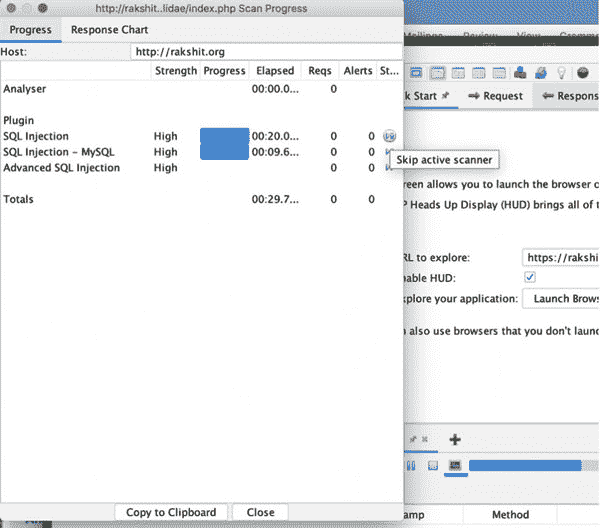 http://rakshit..lidae/index.php Scan Progress
Progress Response Chart
Host: http://rakshit.org
Strength Progress Elapsed Reqs Alerts St...
Analyser 00:00.0... 0
Plugin
SQL Injection High 00:20.0... 0 0
SQL Injection - MySQL High 00:09.6... 0 0
Advanced SQL Injection High 0 0
Totals 00:29.7... 0 0
Copy to Clipboard Close
Skip active scanner
k Start Request Respons
reen allows you to launch the browser o
P Heads Up Display (HUD) brings all of t
RL to explore: https://raksh
nable HUD:
xplore your application: Launch Brows
n also use browsers that you don't laun
amp Method